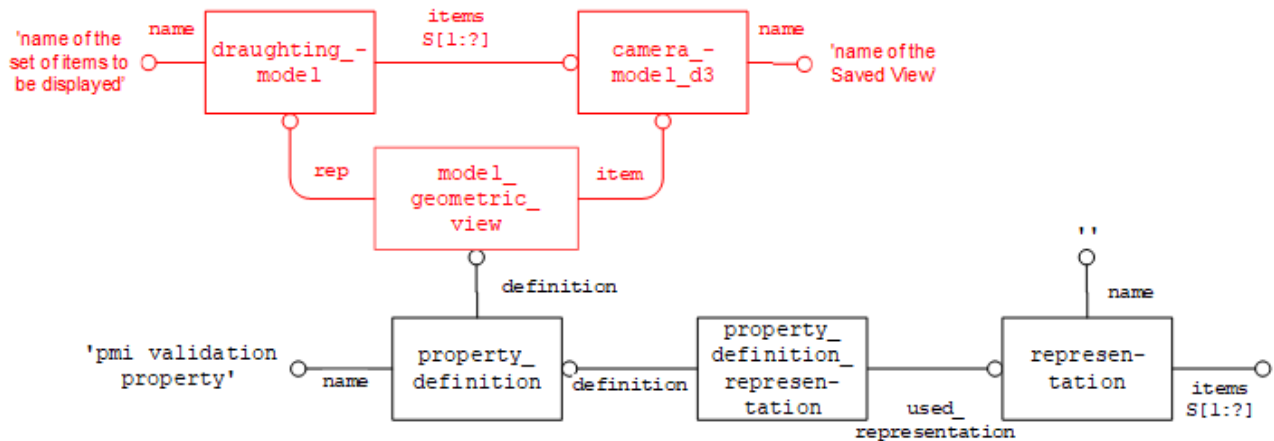 'name of the
set of items to
be displayed'
name
draughting_-
model
items
S[1:?]
camera_-
model_d3
name
'name of the
Saved View'
rep
model_
geometric_
view
item
definition
''
name
'pmi validation
property'
name
property_
definition
definition
property_
definition_
represen-
tation
used_
representation
represen-
tation
items
S[1:?]